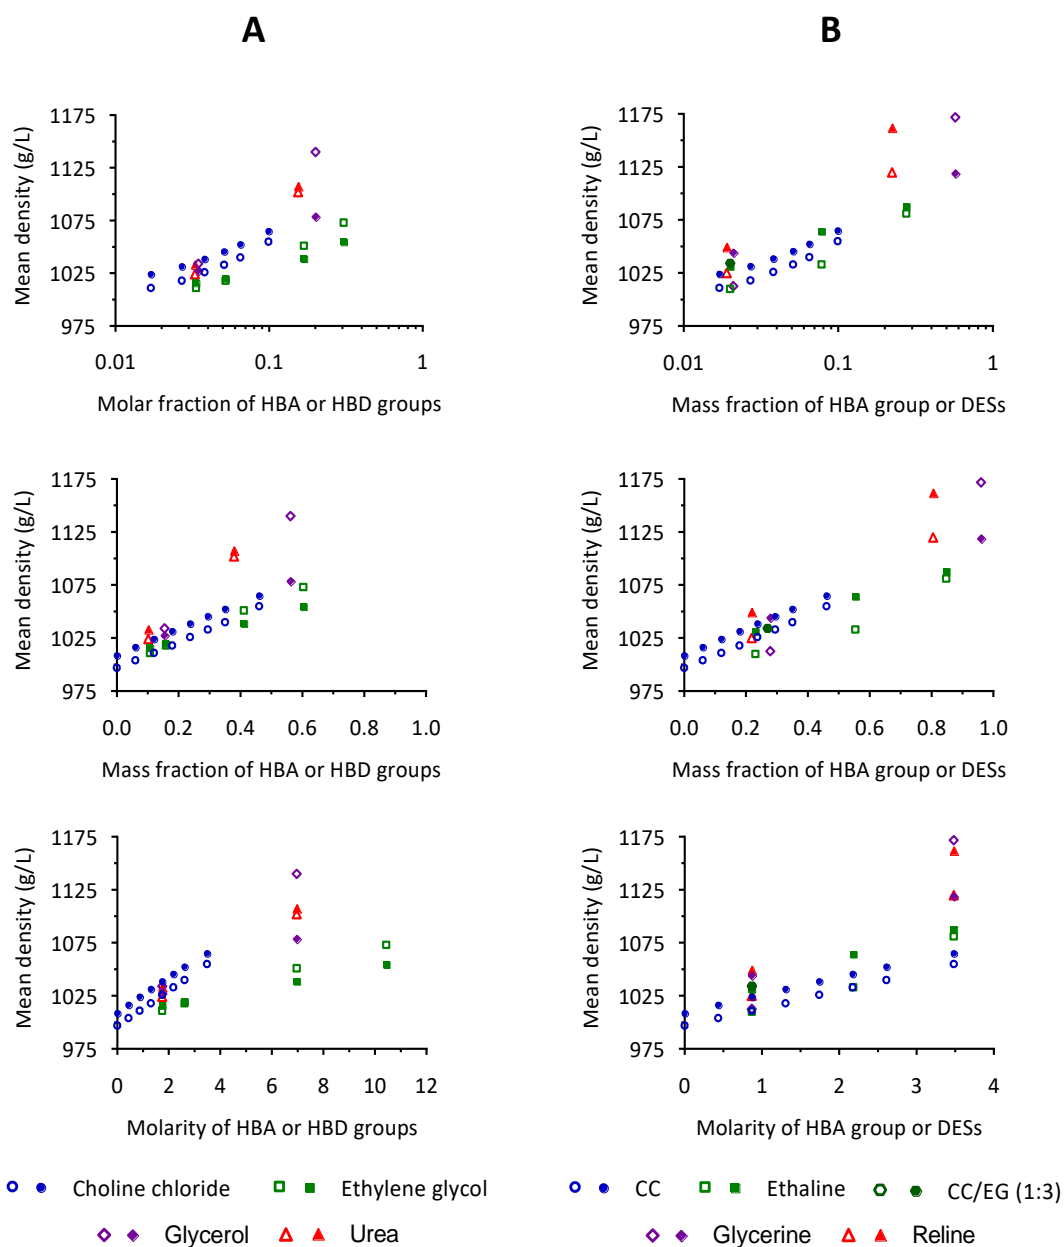 A
B
Mean density (g/L)
1175
1125
1075
1025
975
0.01
0.1
1
Molar fraction of HBA or HBD groups
Mean density (g/L)
1175
1125
1075
1025
975
0.01
0.1
1
Mass fraction of HBA group or DESs
Mean density (g/L)
1175
1125
1075
1025
975
0.0
0.2
0.4
0.6
0.8
1.0
Mass fraction of HBA or HBD groups
Mean density (g/L)
1175
1125
1075
1025
975
0.0
0.2
0.4
0.6
0.8
1.0
Mass fraction of HBA group or DESs
Mean density (g/L)
1175
1125
1075
1025
975
0
2
4
6
8
10
12
Molarity of HBA or HBD groups
Mean density (g/L)
1175
1125
1075
1025
975
0
1
2
3
4
Molarity of HBA group or DESs
Choline chloride
Ethylene glycol
Glycerol
Urea
CC
Ethaline
CC/EG (1:3)
Glycerine
Reline